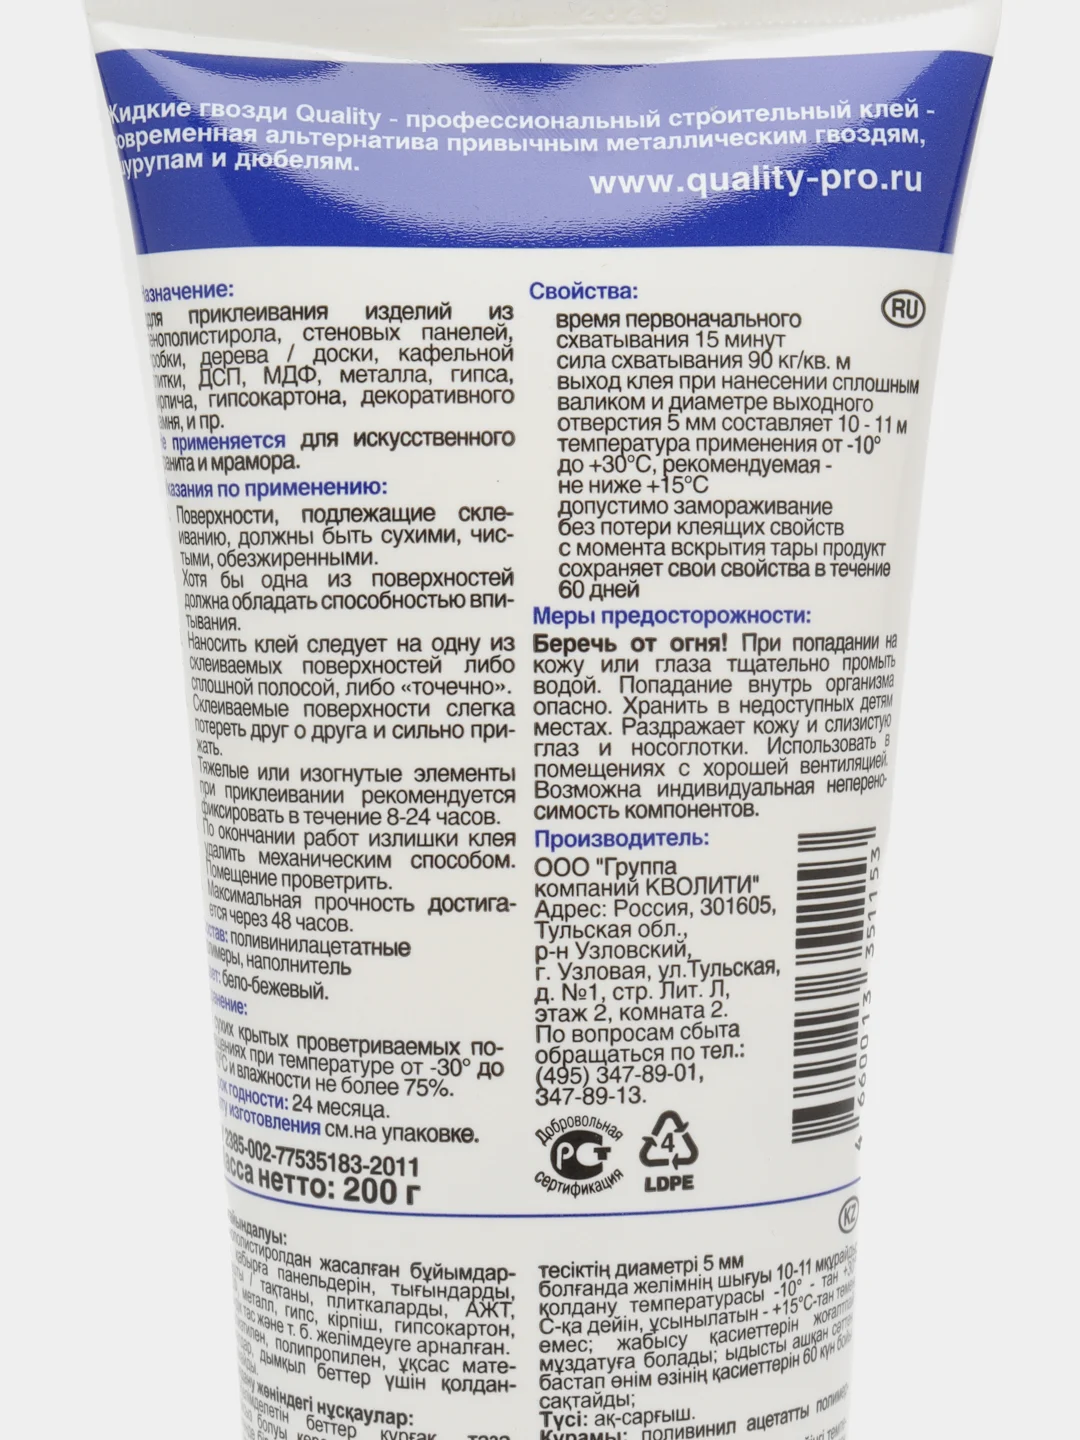 Жидкие гвозди Quality - профессиональный строительный клей -
современная альтернатива привычным металлическим гвоздям,
шурупам и дюбелям.
www.quality-pro.ru
Назначение:
для приклеивания изделий из
пенополистирола, стеновых панелей,
пробки, дерева / доски, кафельной
плитки, ДСП, МДФ, металла, гипса,
кирпича, гипсокартона, декоративного
камня, и пр.
Не применяется для искусственного
гранита и мрамора.
Указания по применению:
Поверхности, подлежащие скле-
иванию, должны быть сухими, чис-
тыми, обезжиренными.
Хотя бы одна из поверхностей
должна обладать способностью впи-
тывания.
Наносить клей следует на одну из
склеиваемых поверхностей либо
сплошной полосой, либо «точечно».
Склеиваемые поверхности слегка
потереть друг о друга и сильно при-
жать.
Тяжелые или изогнутые элементы
при приклеивании рекомендуется
фиксировать в течение 8-24 часов.
По окончании работ излишки клея
удалить механическим способом.
Помещение проветрить.
Максимальная прочность достига-
ется через 48 часов.
Состав: поливинилацетатные
полимеры, наполнитель
Цвет: бело-бежевый.
Хранение:
сухих крытых проветриваемых по-
мещениях при температуре от -30° до
и влажности не более 75%.
Срок годности: 24 месяца.
Дату изготовления см.на упаковке.
2385-002-77535183-2011
Масса нетто: 200 г
Свойства:
RU
время первоначального
схватывания 15 минут
сила схватывания 90 кг/кв. м
выход клея при нанесении сплошным
валиком и диаметре выходного
отверстия 5 мм составляет 10 - 11 м
температура применения от -10°
до +30°С, рекомендуемая -
не ниже +15°С
допустимо замораживание
без потери клеящих свойств
с момента вскрытия тары продукт
сохраняет свои свойства в течение
60 дней
Меры предосторожности:
Беречь от огня! При попадании на
кожу или глаза тщательно промыть
водой. Попадание внутрь организма
опасно. Хранить в недоступных детям
местах. Раздражает кожу и слизистую
глаз и носоглотки. Использовать в
помещениях с хорошей вентиляцией.
Возможна индивидуальная неперено-
симость компонентов.
Производитель:
ООО "Группа
компаний КВОЛИТИ"
Адрес: Россия, 301605,
Тульская обл.,
р-н Узловский,
г. Узловая, ул.Тульская,
д. №1, стр. Лит. Л,
этаж 2, комната 2.
По вопросам сбыта
обращаться по тел.:
(495) 347-89-01,
347-89-13.
4 660013 351153
Добровольная
РСТ
сертификация
4
LDPE
KZ
жасалған бұйымдар-
қабырға панельдерін, тығындарды,
/ тақтаны, плиткаларды, АЖТ,
металл, гипс, кірпіш, гипсокартон,
тас және т. б. желімдеуге арналған.
полипропилен, ұқсас мате-
дымқыл беттер үшін қолдан-
жөніндегі нұсқаулар:
беттер құрғақ, таза
тесіктің диаметрі 5 мм
болғанда желімнің шығуы 10-11 мкұрайды
қолдану температурасы -10° - тан +30°
С-қа дейін, ұсынылатын - +15°С-тан төмен
емес; жабысу қасиеттерін жоғалтпай
мұздатуға болады; ыдысты ашқан сәттен
бастап өнім өзінің қасиеттерін 60 күн бойы
сақтайды;
Түсі: ақ-сарғыш.
Құрамы: поливинил ацетатты